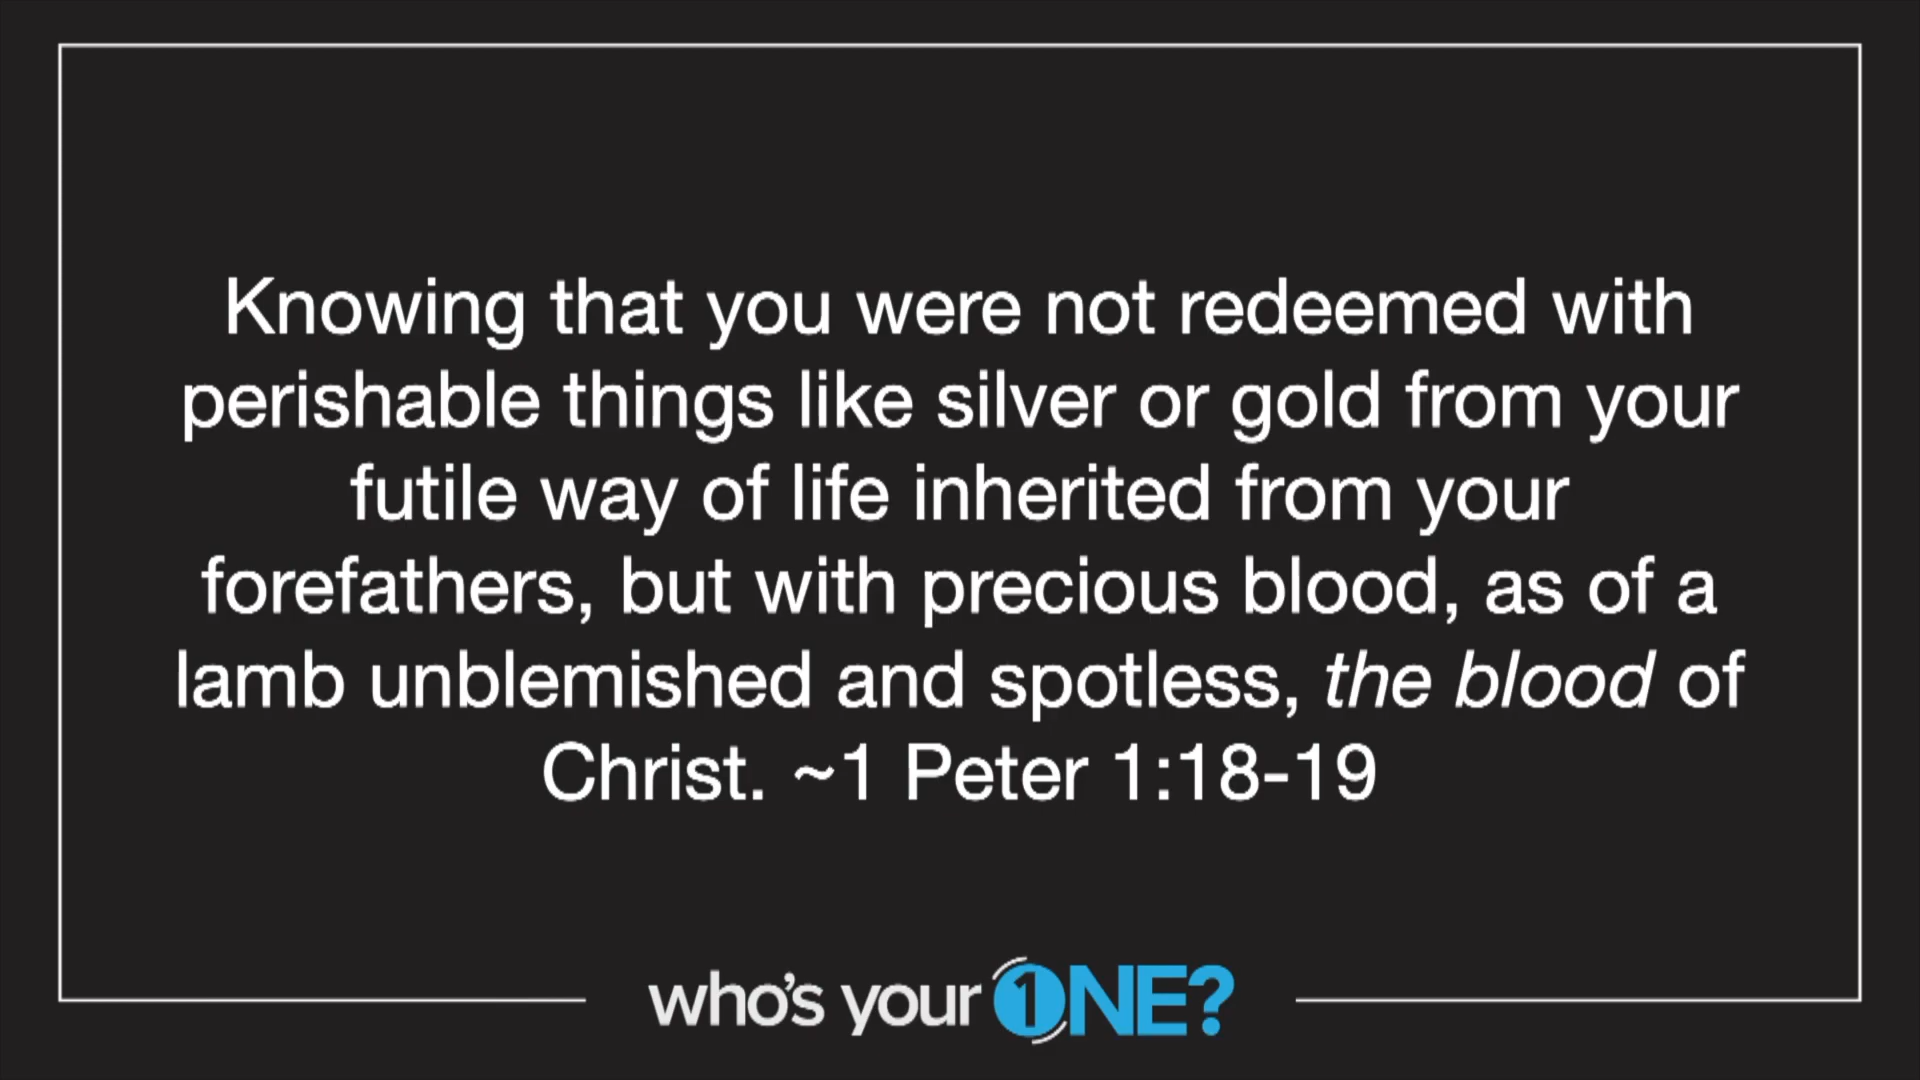 Knowing that you were not redeemed with
perishable things like silver or gold from your
futile way of life inherited from your
forefathers, but with precious blood, as of a
lamb unblemished and spotless, the blood of
Christ. ~1 Peter 1:18-19
who's your 1NE?